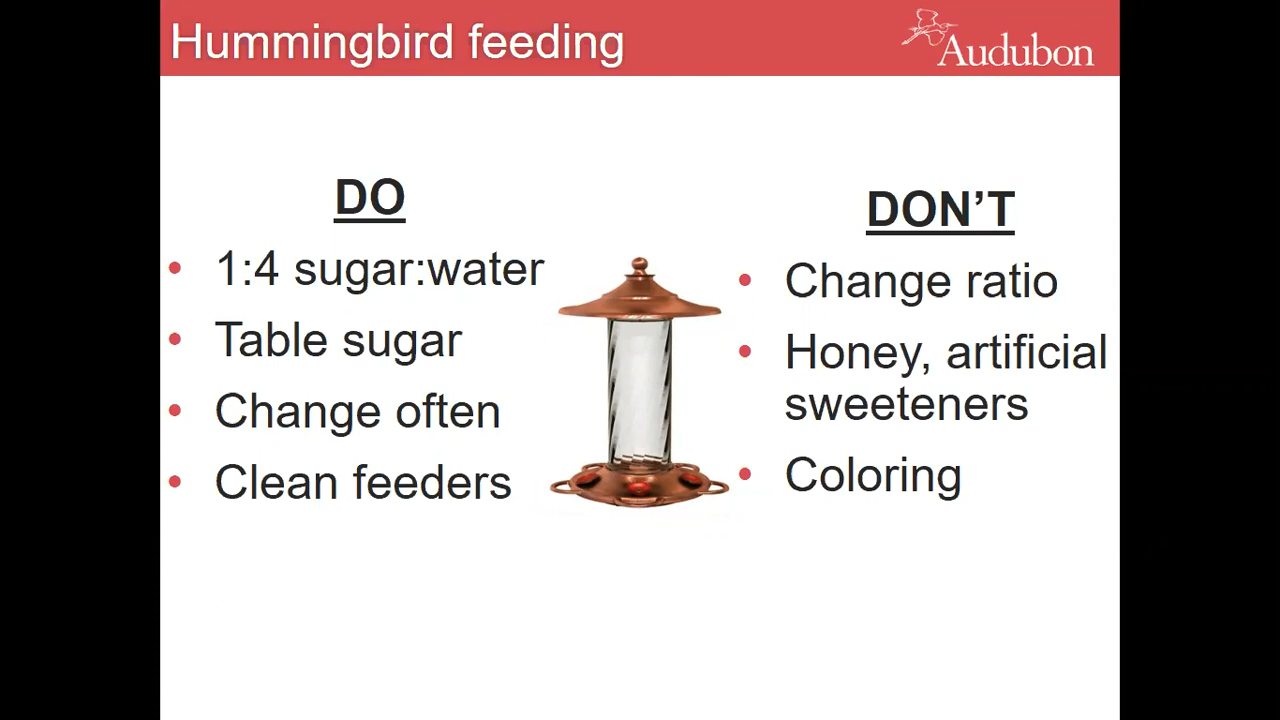 Hummingbird feeding
Audubon
DO
• 1:4 sugar:water
• Table sugar
• Change often
• Clean feeders
DON’T
• Change ratio
• Honey, artificial
sweeteners
• Coloring